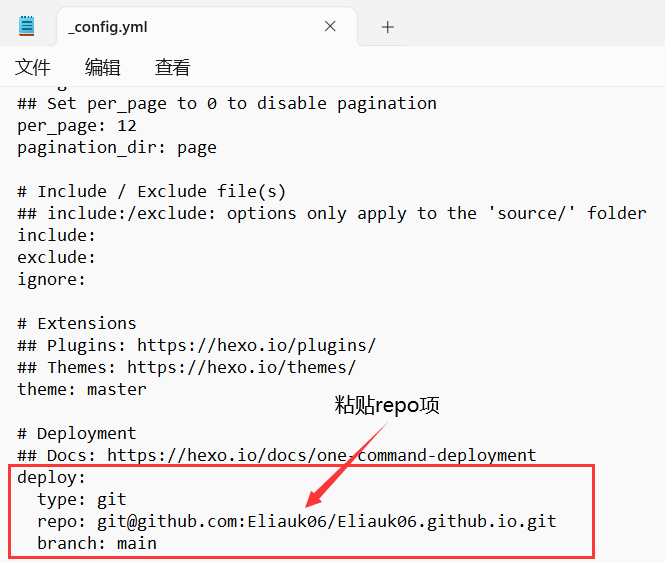 _config.yml
文件 编辑 查看
## Set per_page to 0 to disable pagination
per_page: 12
pagination_dir: page
# Include / Exclude file(s)
## include:/exclude: options only apply to the 'source/' folder
include:
exclude:
ignore:
# Extensions
## Plugins: https://hexo.io/plugins/
## Themes: https://hexo.io/themes/
theme: master
粘贴repo项
# Deployment
## Docs: https://hexo.io/docs/one-command-deployment
deploy:
  type: git
  repo: git@github.com:Eliauk06/Eliauk06.github.io.git
  branch: main